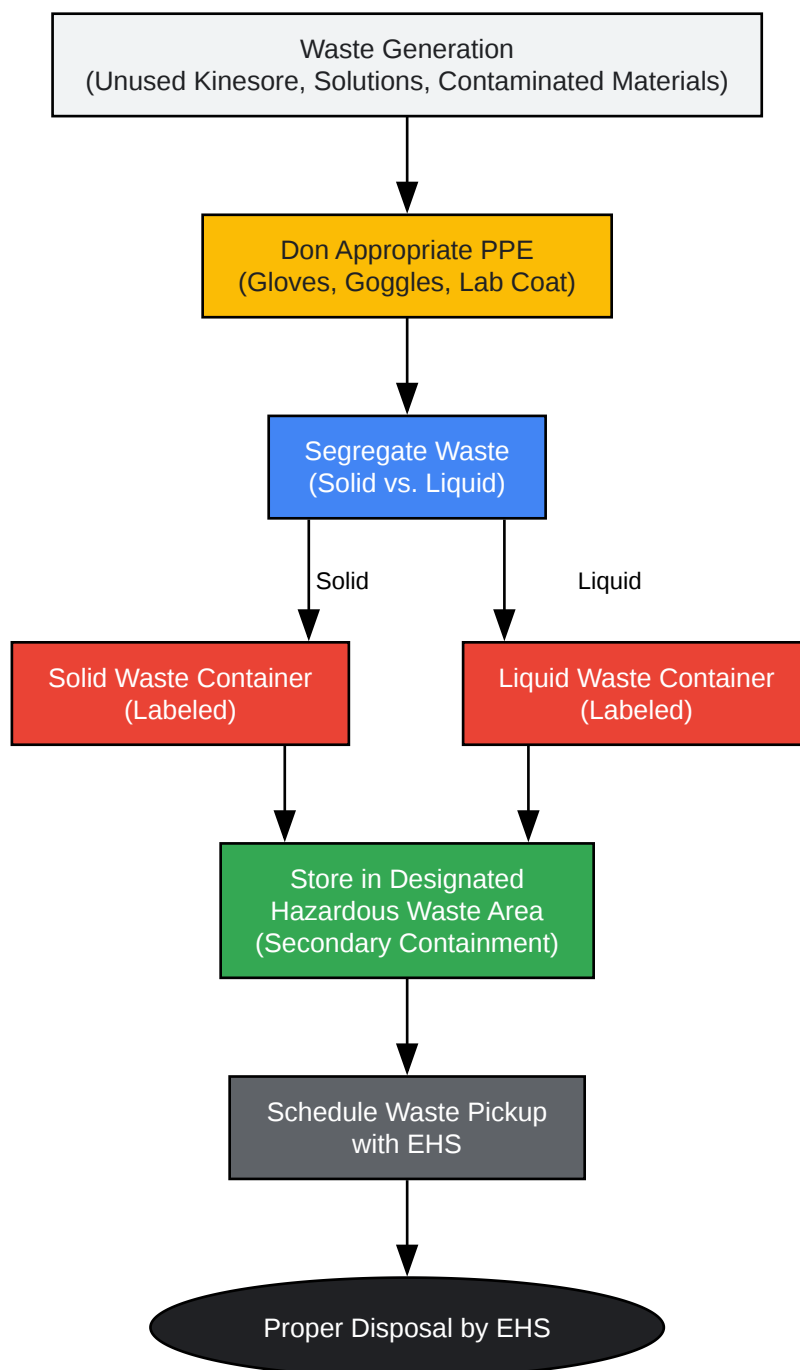 Waste Generation
(Unused Kinesore, Solutions, Contaminated Materials)
Don Appropriate PPE
(Gloves, Goggles, Lab Coat)
Segregate Waste
(Solid vs. Liquid)
Solid
Liquid
Solid Waste Container
(Labeled)
Liquid Waste Container
(Labeled)
Store in Designated
Hazardous Waste Area
(Secondary Containment)
Schedule Waste Pickup
with EHS
Proper Disposal by EHS